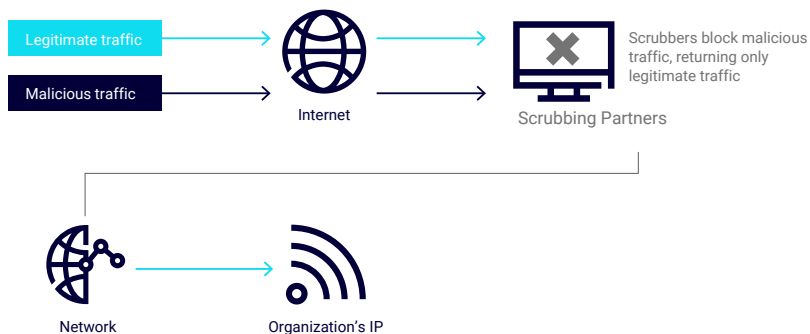 Legitimate traffic
Malicious traffic
Internet
Scrubbers block malicious
traffic, returning only
legitimate traffic
Scrubbing Partners
Network
Organization’s IP